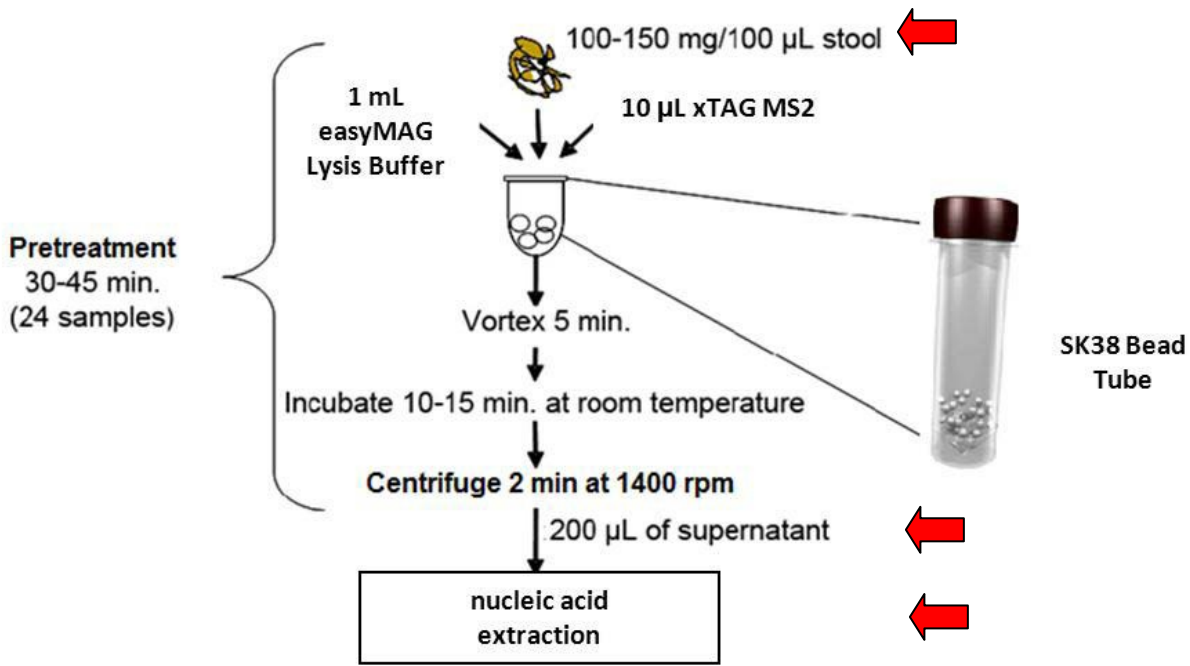 100-150 mg/100 µL stool
1 mL
easyMAG
Lysis Buffer
10 µL xTAG MS2
Pretreatment
30-45 min.
(24 samples)
Vortex 5 min.
SK38 Bead
Tube
Incubate 10-15 min. at room temperature
Centrifuge 2 min at 1400 rpm
200 µL of supernatant
nucleic acid
extraction